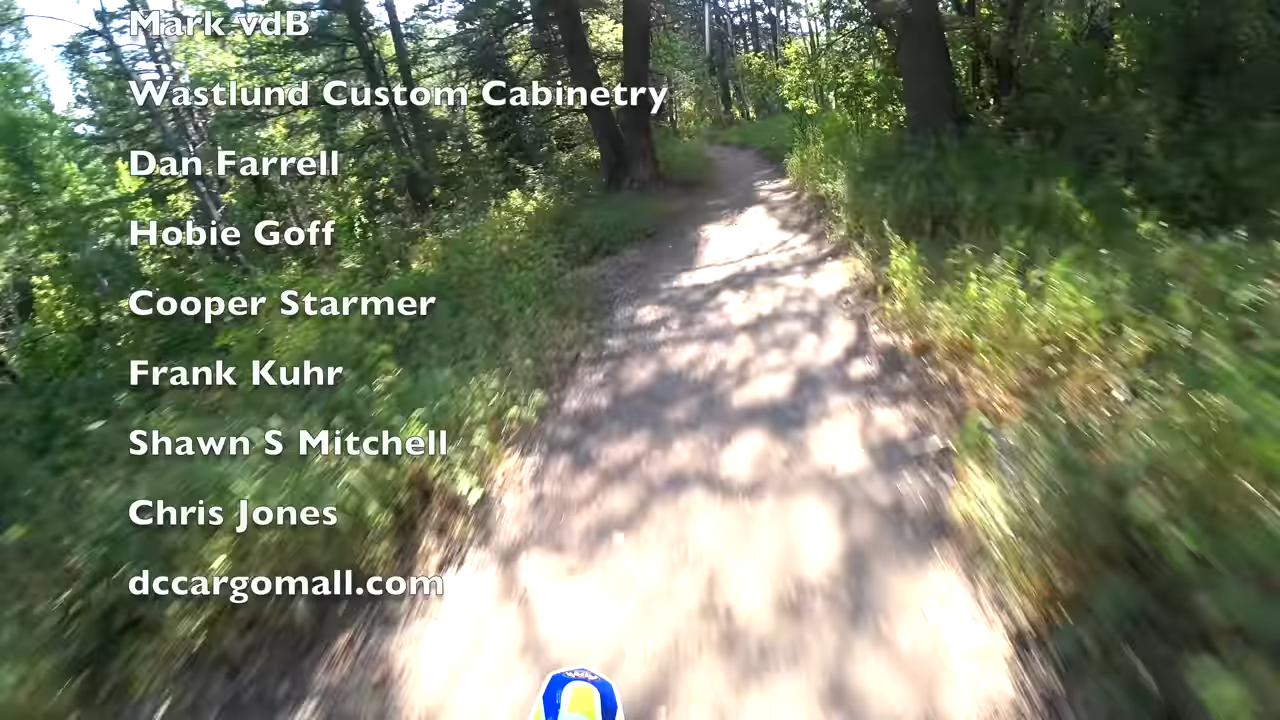 Mark vdB
Wastlund Custom Cabinetry
Dan Farrell
Hobie Goff
Cooper Starmer
Frank Kuhr
Shawn S Mitchell
Chris Jones
dccargomall.com